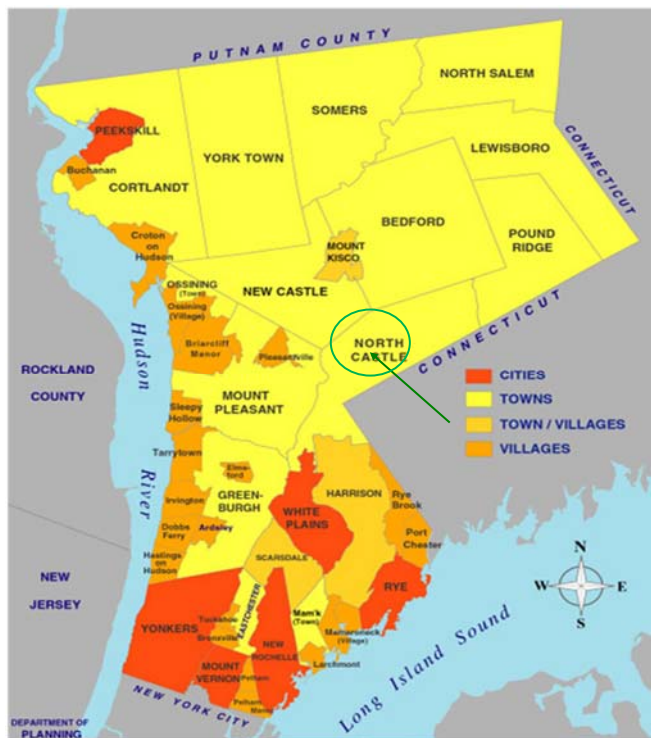 PUTNAM COUNTY
NORTH SALEM
SOMERS
PEEKSKILL
YORK TOWN
LEWISBORO
CONNECTICUT
Buchanan
CORTLANDT
BEDFORD
POUND
RIDGE
Croton
on
Hudson
MOUNT
KISCO
OSSINING
(Town)
NEW CASTLE
Ossining
(Village)
CONNECTICUT
Briarcliff
Manor
Pleasantville
NORTH
CASTLE
Hudson
River
ROCKLAND
COUNTY
CITIES
TOWNS
TOWN / VILLAGES
VILLAGES
MOUNT
PLEASANT
Sleepy
Hollow
Tarrytown
Elms-
ford
HARRISON
Rye
Brook
Irvington
GREEN-
BURGH
WHITE
PLAINS
Dobbs
Ferry
Ardsley
Port
Chester
SCARSDALE
Hastings
on
Hudson
NEW
JERSEY
N
W
E
S
RYE
EASTCHESTER
Tuckahoe
Mam'k
(Town)
YONKERS
Bronxville
Mamaroneck
(Village)
NEW
ROCHELLE
Larchmont
MOUNT
VERNON
Pelham
Pelham
Manor
Long Island Sound
NEW YORK CITY
DEPARTMENT OF
PLANNING